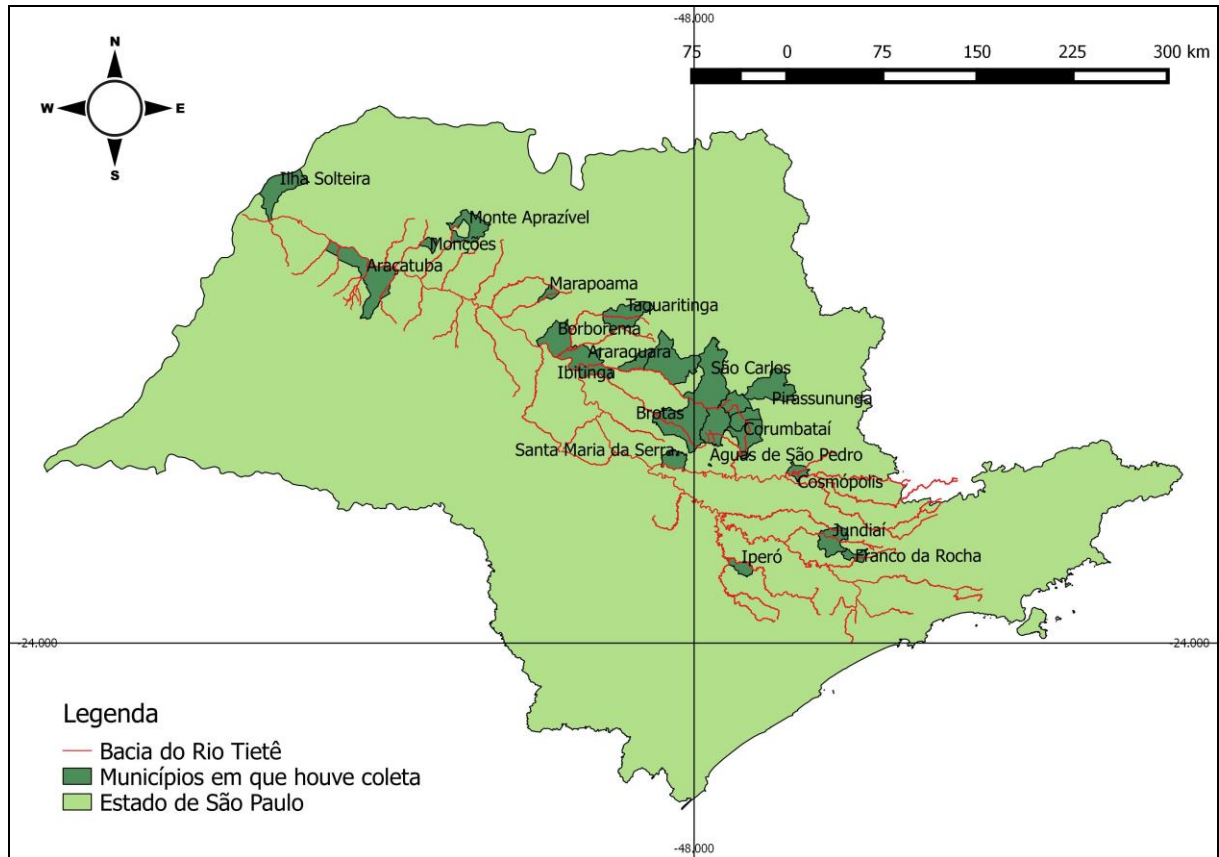 -48.000
75 0 75 150 225 300 km
N
W E
S
Ilha Solteira
Monte Aprazível
Monções
Araçatuba
Marapoama
Taquaritinga
Borborema
Araraquara
Ibitinga
São Carlos
Pirassununga
Brotas
Corumbataí
Santa Maria da Serra
Águas de São Pedro
Cosmópolis
Jundiaí
Iperó
Franco da Rocha
-24.000 -24.000
Legenda
Bacia do Rio Tietê
Municípios em que houve coleta
Estado de São Paulo
-48.000